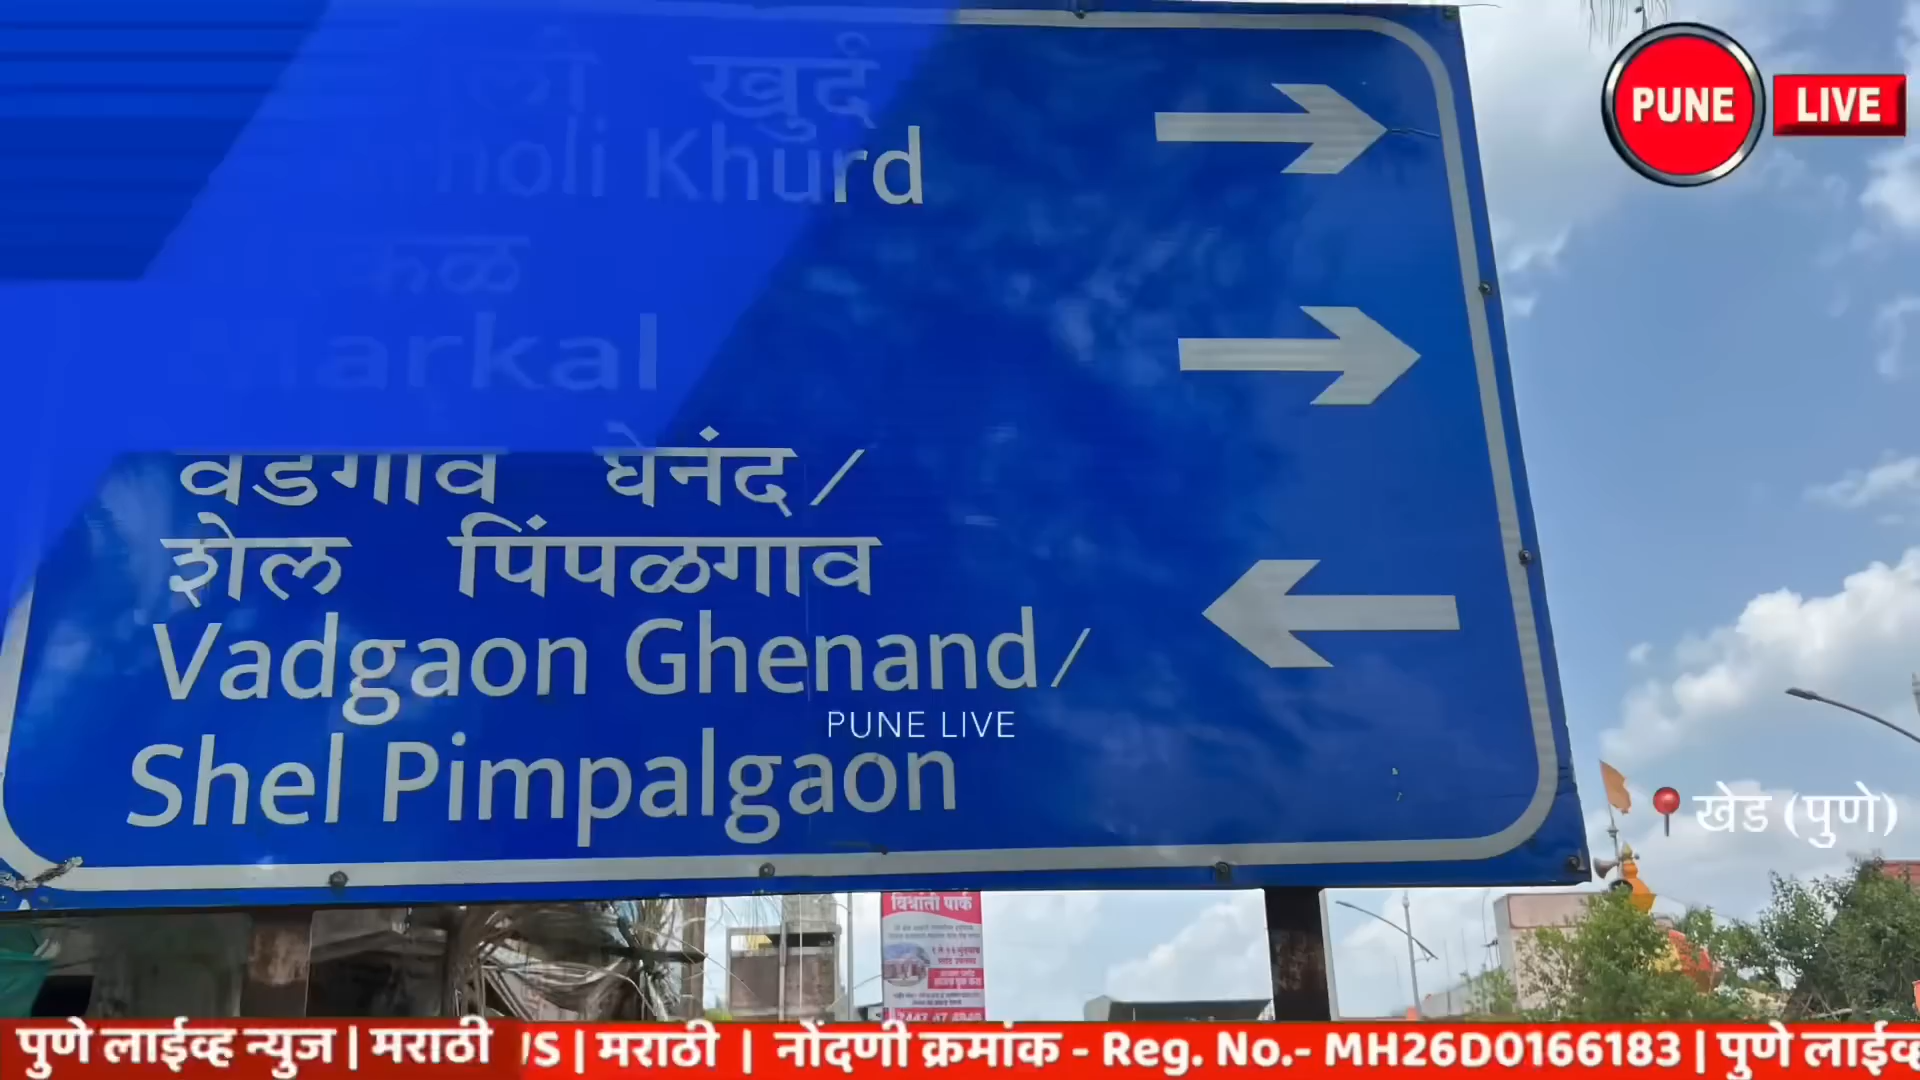 खुर्द
Khurd
Markal
वडगाव घेनंद/
शेल पिंपळगाव
Vadgaon Ghenand/
Shel Pimpalgaon
PUNE LIVE
PUNE LIVE
खेड (पुणे)
विश्रांती पार्क
पुणे लाईव्ह न्युज | मराठी | मराठी | नोंदणी क्रमांक - Reg. No.- MH26D0166183 | पुणे लाईव्ह